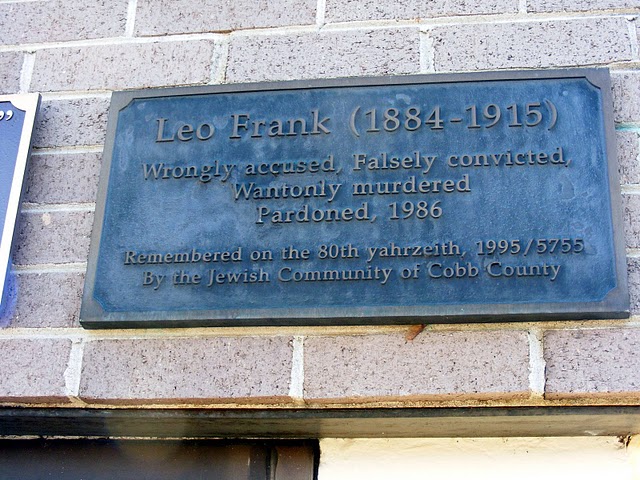 ”
Leo Frank (1884-1915)
Wrongly accused, Falsely convicted,
Wantonly murdered
Pardoned, 1986
Remembered on the 80th yahrzeith, 1995/5755
By the Jewish Community of Cobb County